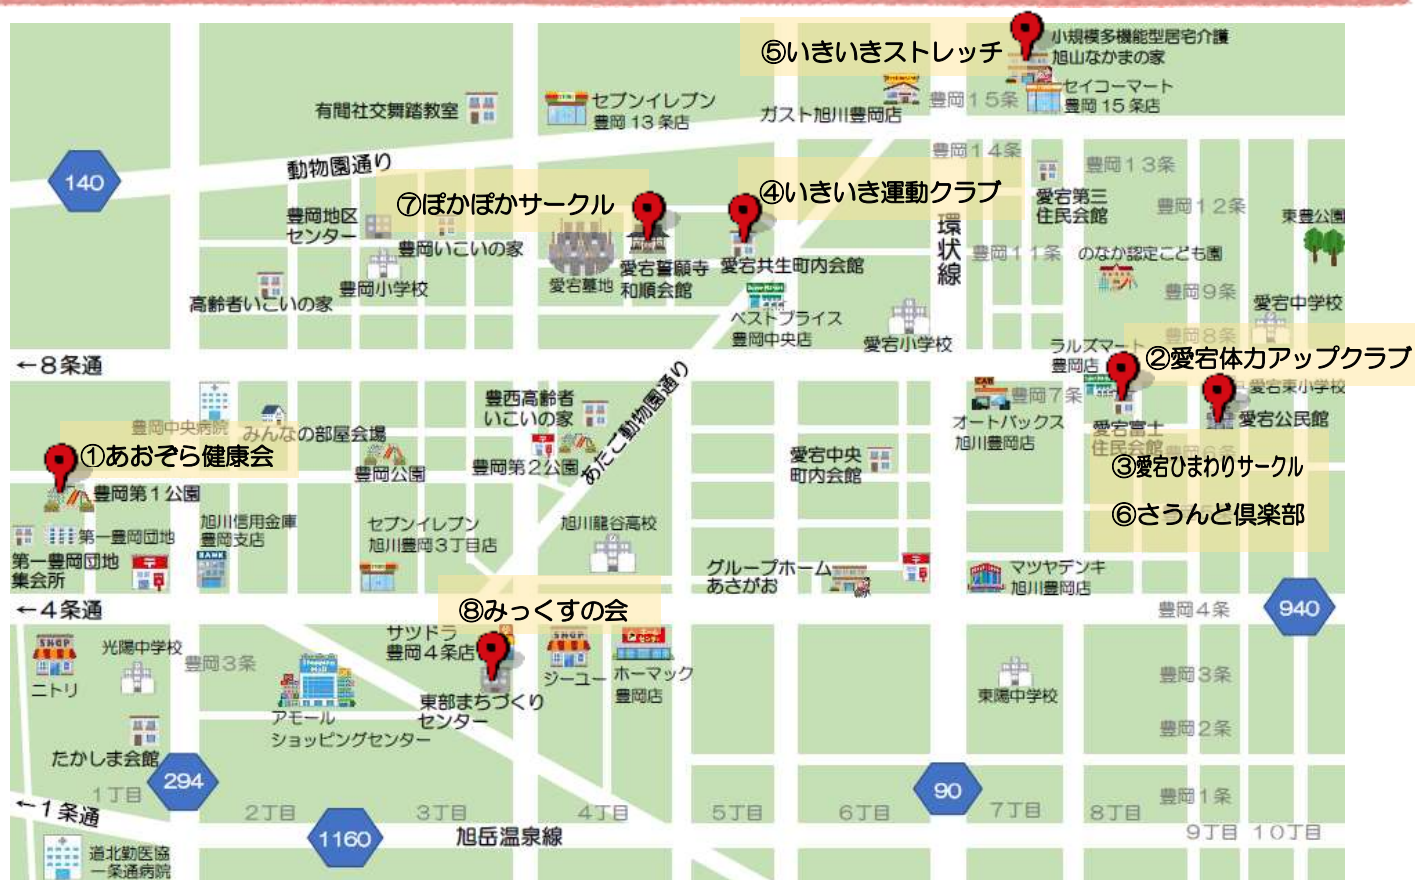 ⑤いきいきストレッチ
小規模多機能型居宅介護
旭山なかまの家
セイコーマート
豊岡15条店
豊岡15条
有間社交舞踏教室
セブンイレブン
豊岡13条店
ガスト旭川豊岡店
動物園通り
140
豊岡14条
豊岡13条
⑦ぽかぽかサークル
④いきいき運動クラブ
愛宕第三
住民会館
豊岡12条
東豊公園
豊岡地区
センター
豊岡いこいの家
環状線
豊岡11条
のなか認定こども園
愛宕墓地
愛宕誓願寺
和順会館
愛宕共生町内会館
豊岡小学校
高齢者いこいの家
豊岡9条
愛宕中学校
ベストプライス
豊岡中央店
愛宕小学校
豊岡8条
ラルズマート
豊岡店
②愛宕体力アップクラブ
←8条通
あたご動物園通り
豊岡7条
愛宕東小学校
愛宕公民館
豊岡中央病院
みんなの部屋会場
豊西高齢者
いこいの家
オートバックス
旭川豊岡店
愛宕富士
住民会館
豊岡6条
①あおぞら健康会
豊岡公園
豊岡第2公園
愛宕中央
町内会館
③愛宕ひまわりサークル
豊岡第1公園
⑥さうんど倶楽部
第一豊岡団地
旭川信用金庫
豊岡支店
BANK
セブンイレブン
旭川豊岡3丁目店
旭川龍谷高校
第一豊岡団地
集会所
グループホーム
あさがお
マツヤデンキ
旭川豊岡店
←4条通
⑧みっくすの会
豊岡4条
940
SHOP
ニトリ
光陽中学校
豊岡3条
サツドラ
豊岡4条店
SHOP
ジーユー
ホーマック
豊岡店
東部まちづくり
センター
東陽中学校
豊岡3条
アモール
ショッピングセンター
豊岡2条
たかしま会館
294
90
1丁目
2丁目
3丁目
4丁目
5丁目
6丁目
7丁目
8丁目
豊岡1条
9丁目
10丁目
←1条通
1160
旭岳温泉線
道北勤医協
一条通病院